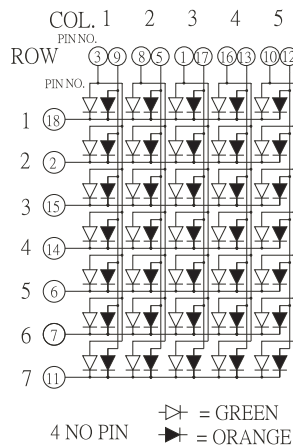 COL. 1 2 3 4 5
PIN NO.
ROW 3 9 8 5 1 17 16 13 10 12
PIN NO.
1 18
2 2
3 15
4 14
5 6
6 7
7 11
4 NO PIN
= GREEN
= ORANGE